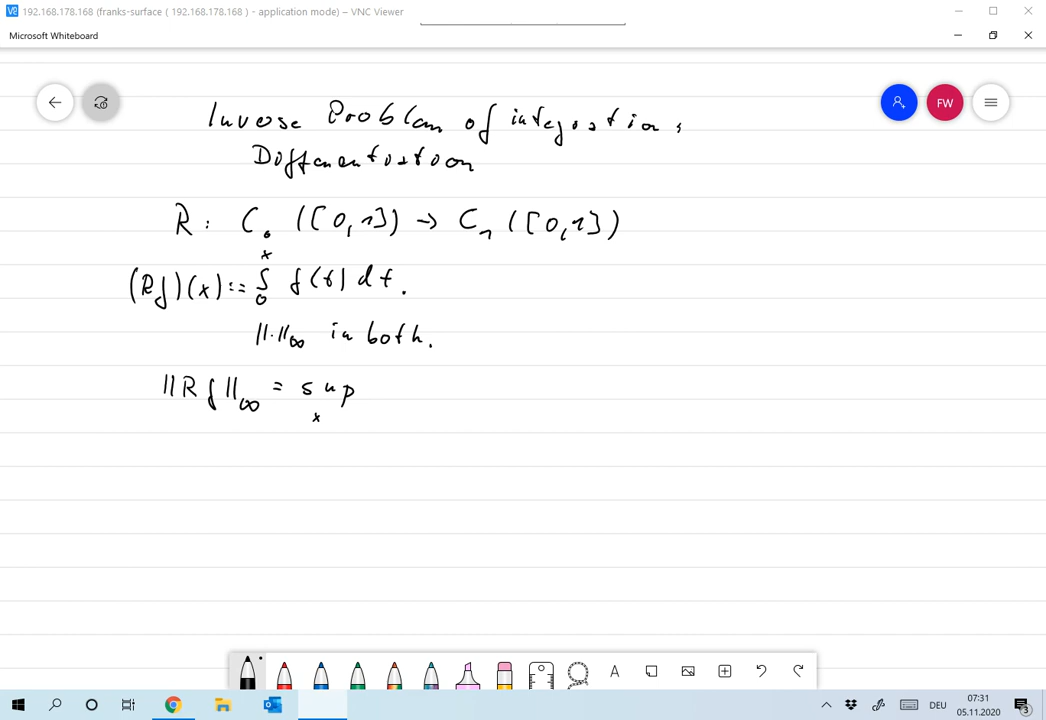 192.168.178.168 (franks-surface ( 192.168.178.168 ) - application mode) – VNC Viewer
Microsoft Whiteboard
FW
Inverse Problem of integration:
Differentiation
R: C₀ ([0,1]) → C₁ ([0,1])
(Rf)(x) := ∫₀ˣ f(t) dt.
||·||∞ in both.
||Rf||∞ = sup
x
A
DEU
07:31
05.11.2020
3